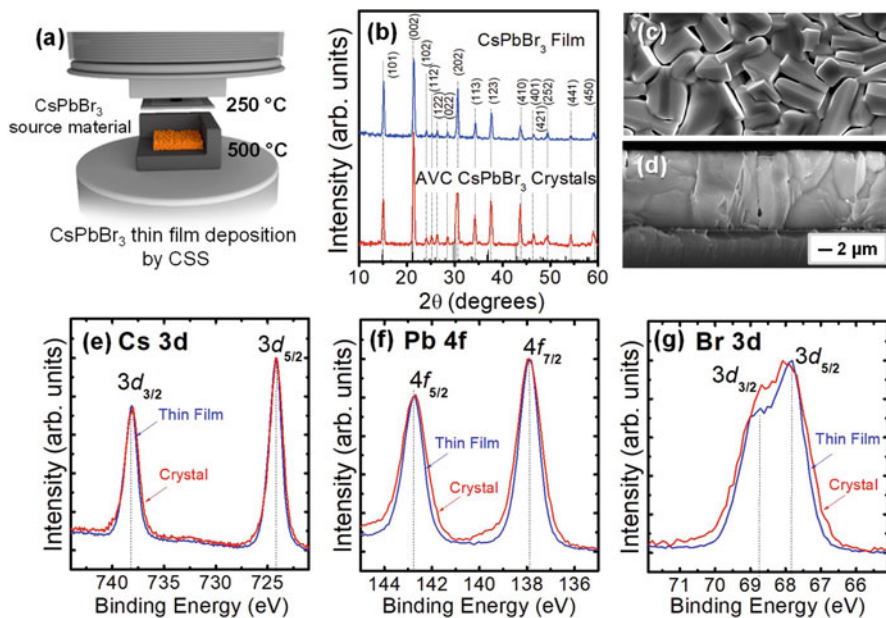 (a)
CsPbBr₃
source material
250 °C
500 °C
CsPbBr₃ thin film deposition
by CSS
(b)
Intensity (arb. units)
CsPbBr₃ Film
(101)
(002)
(102)
(112)
(122)
(022)
(202)
(113)
(123)
(410)
(401)
(421)
(252)
(441)
(450)
AVC CsPbBr₃ Crystals
10 20 30 40 50 60
2θ (degrees)
(c)
(d)
2 µm
(e) Cs 3d
Intensity (arb. units)
3d₃/₂
3d₅/₂
Thin Film
Crystal
740 735 730 725
Binding Energy (eV)
(f) Pb 4f
Intensity (arb. units)
4f₅/₂
4f₇/₂
Thin Film
Crystal
144 142 140 138 136
Binding Energy (eV)
(g) Br 3d
Intensity (arb. units)
3d₃/₂
3d₅/₂
Thin Film
Crystal
71 70 69 68 67 66
Binding Energy (eV)